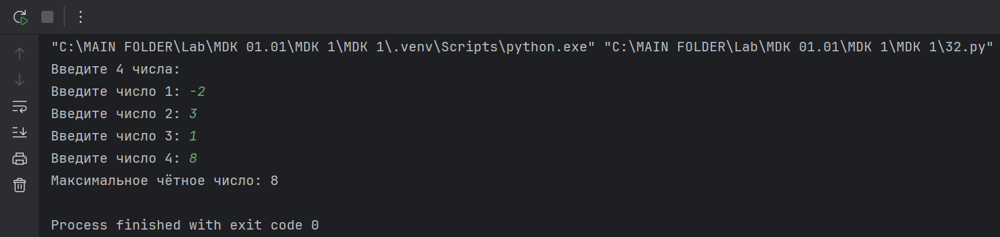 "C:\MAIN FOLDER\Lab\MDK 01.01\MDK 1\MDK 1\.venv\Scripts\python.exe" "C:\MAIN FOLDER\Lab\MDK 01.01\MDK 1\MDK 1\32.py"
Введите 4 числа:
Введите число 1: -2
Введите число 2: 3
Введите число 3: 1
Введите число 4: 8
Максимальное чётное число: 8
Process finished with exit code 0